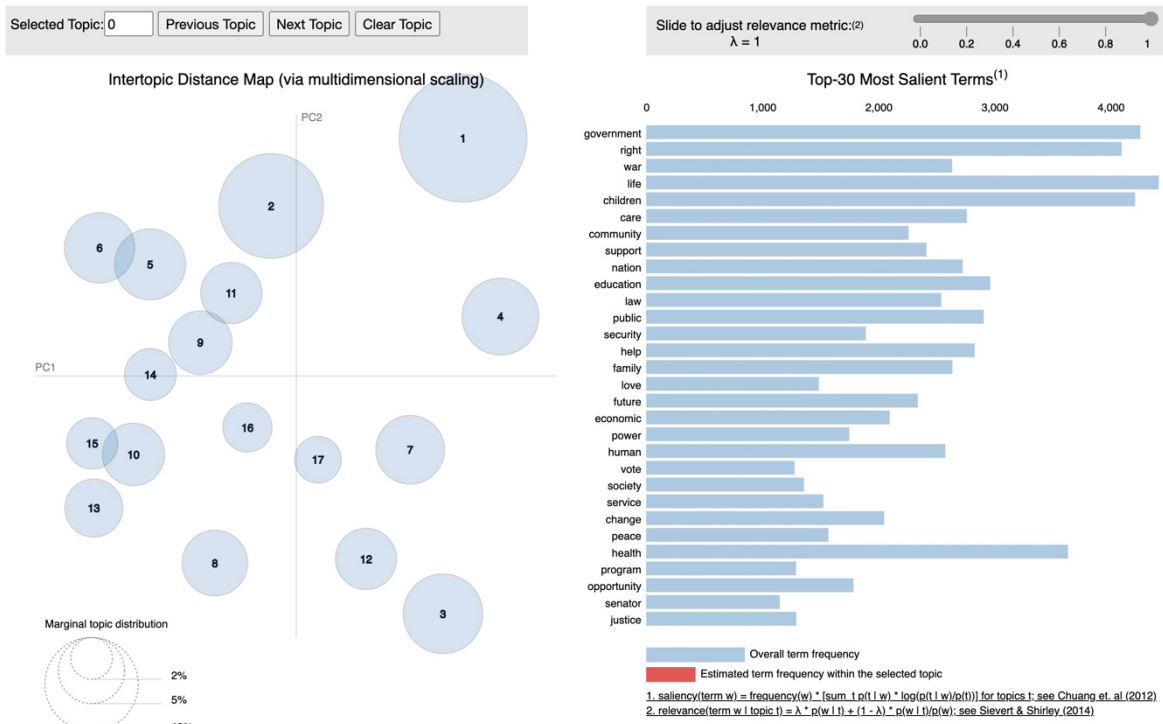 Selected Topic: 0 Previous Topic Next Topic Clear Topic
Slide to adjust relevance metric:(2)
λ = 1
0.0 0.2 0.4 0.6 0.8 1
Intertopic Distance Map (via multidimensional scaling)
PC2
PC1
1
2
6
5
11
4
9
14
16
15
10
17
7
13
8
12
3
Marginal topic distribution
2%
5%
Top-30 Most Salient Terms(1)
0 1,000 2,000 3,000 4,000
government
right
war
life
children
care
community
support
nation
education
law
public
security
help
family
love
future
economic
power
human
vote
society
service
change
peace
health
program
opportunity
senator
justice
Overall term frequency
Estimated term frequency within the selected topic
1. saliency(term w) = frequency(w) * [sum_t p(t | w) * log(p(t | w)/p(t))] for topics t; see Chuang et. al (2012)
2. relevance(term w | topic t) = λ * p(w | t) + (1 - λ) * p(w | t)/p(w); see Sievert & Shirley (2014)